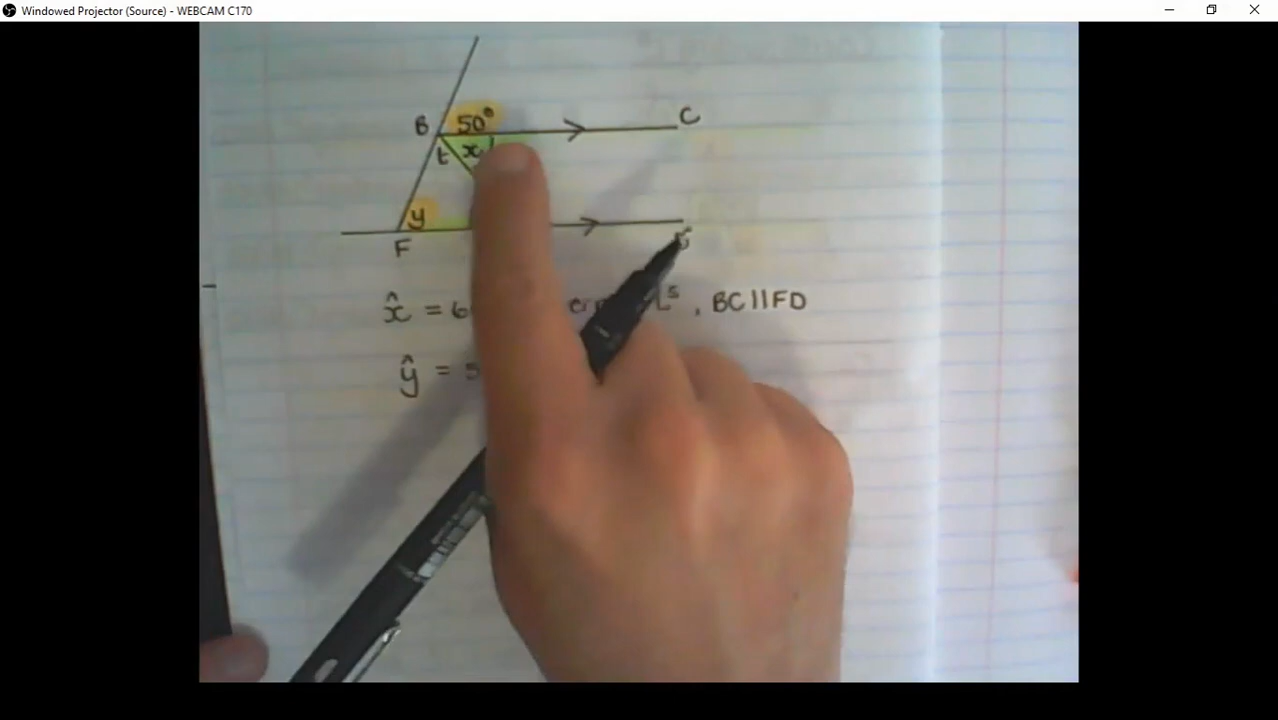 Windowed Projector (Source) - WEBCAM C170
B 50° C
t x
y
F
x̂ = 6 , BC||FD
ŷ = 5